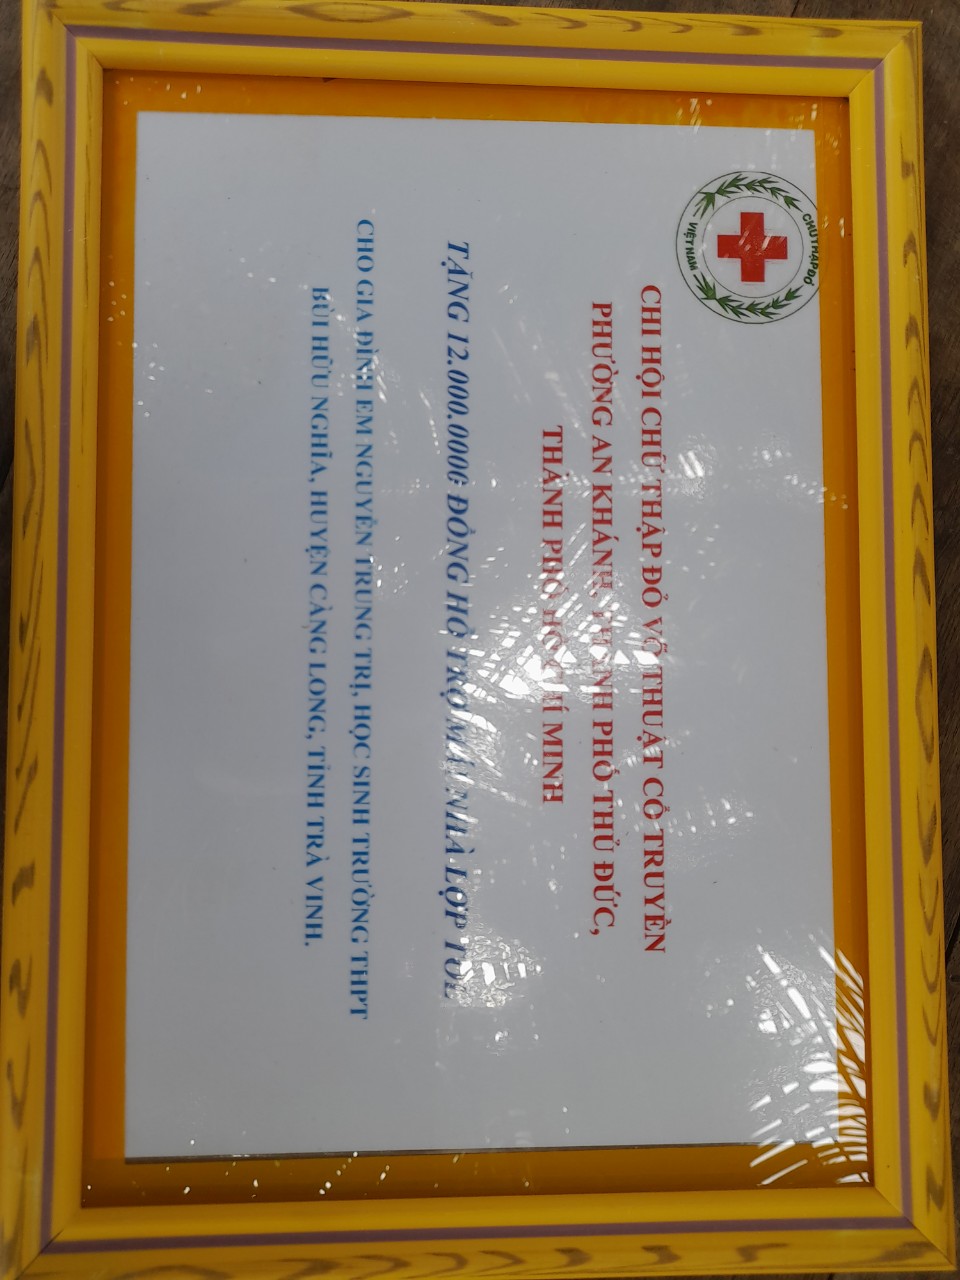 CHỮ THẬP ĐỎ
VIỆT NAM
CHI HỘI CHỮ THẬP ĐỎ VÕ THUẬT CỔ TRUYỀN
PHƯỜNG AN KHÁNH, THÀNH PHỐ THỦ ĐỨC,
THÀNH PHỐ HỒ CHÍ MINH
TẶNG 12.000.000Đ ĐỒNG HỖ TRỢ MÁI NHÀ LỢP TOL
CHO GIA ĐÌNH EM NGUYỄN TRUNG TRỊ, HỌC SINH TRƯỜNG THPT
BÙI HỮU NGHĨA, HUYỆN CÀNG LONG, TỈNH TRÀ VINH.